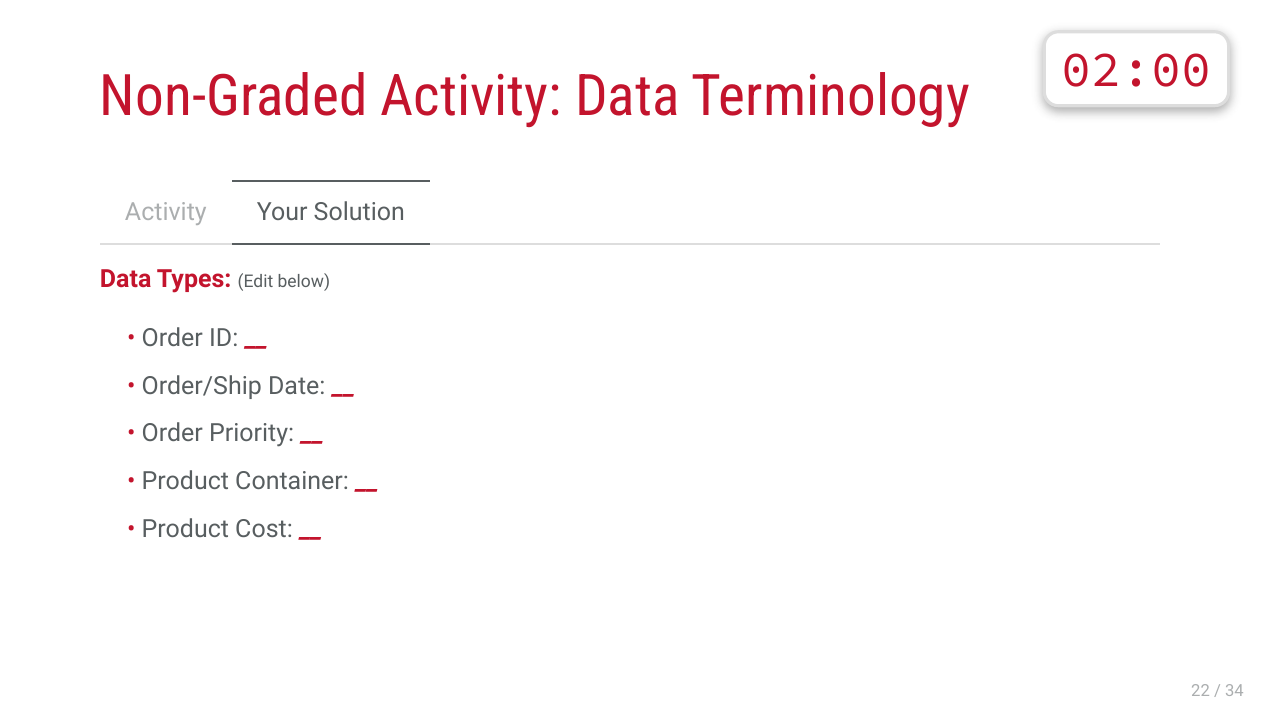 Non-Graded Activity: Data Terminology
02:00
Activity
Your Solution
Data Types: (Edit below)
• Order ID: __
• Order/Ship Date: __
• Order Priority: __
• Product Container: __
• Product Cost: __
22 / 34